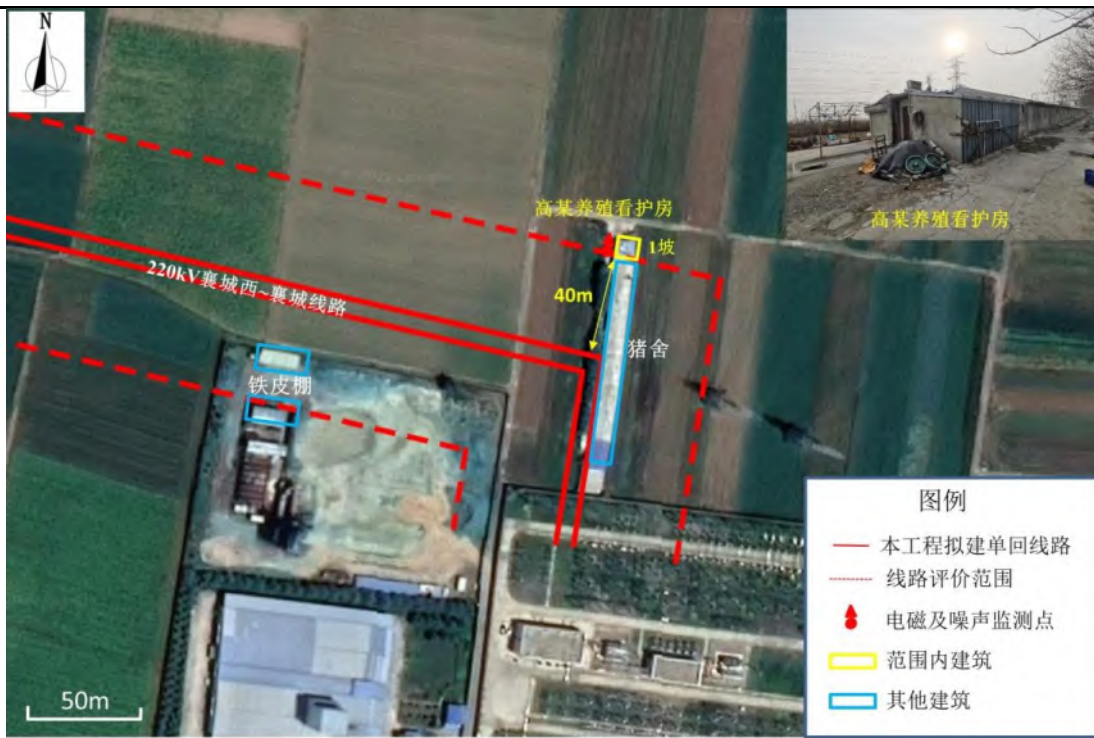 N
高某养殖看护房
1坡
高某养殖看护房
220kV襄城西~襄城线路
40m
猪舍
铁皮棚
50m
图例
本工程拟建单回线路
线路评价范围
电磁及噪声监测点
范围内建筑
其他建筑